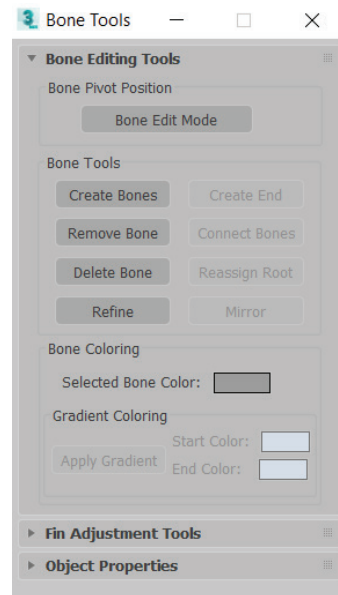 Bone Tools
Bone Editing Tools
Bone Pivot Position
Bone Edit Mode
Bone Tools
Create Bones Create End
Remove Bone Connect Bones
Delete Bone Reassign Root
Refine Mirror
Bone Coloring
Selected Bone Color:
Gradient Coloring
Start Color:
Apply Gradient
End Color:
Fin Adjustment Tools
Object Properties